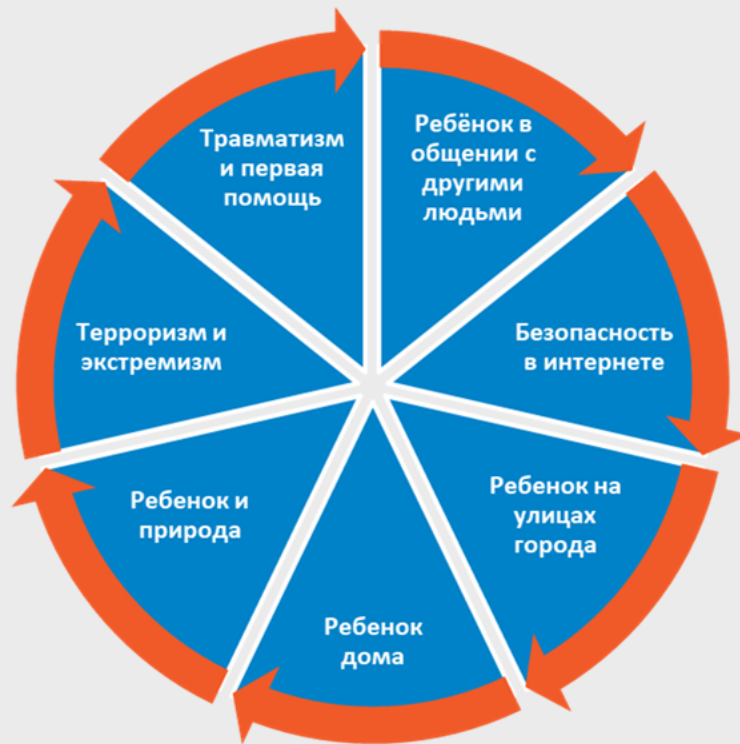 Травматизм
и первая
помощь
Ребёнок в
общении с
другими
людьми
Терроризм и
экстремизм
Безопасность
в интернете
Ребенок и
природа
Ребенок на
улицах
города
Ребенок
дома